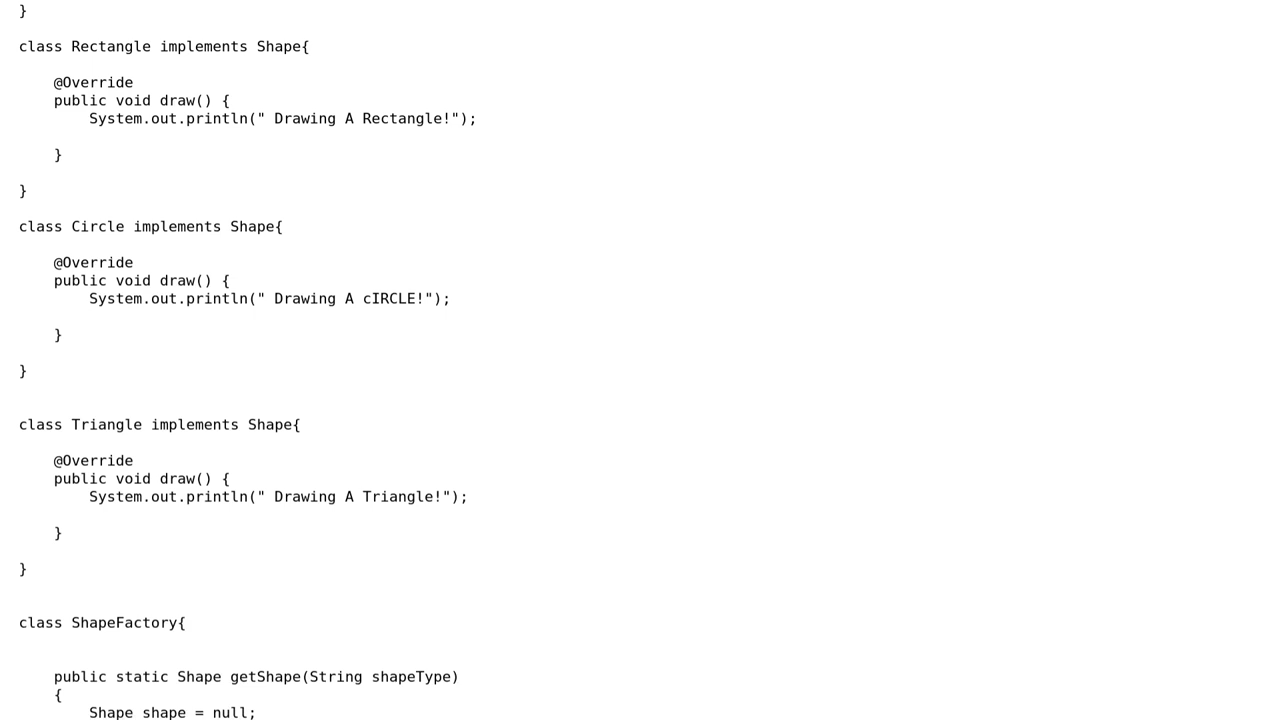 }
class Rectangle implements Shape{
@Override
public void draw() {
System.out.println(" Drawing A Rectangle!");
}
}
class Circle implements Shape{
@Override
public void draw() {
System.out.println(" Drawing A cIRCLE!");
}
}
class Triangle implements Shape{
@Override
public void draw() {
System.out.println(" Drawing A Triangle!");
}
}
class ShapeFactory{
public static Shape getShape(String shapeType)
{
Shape shape = null;